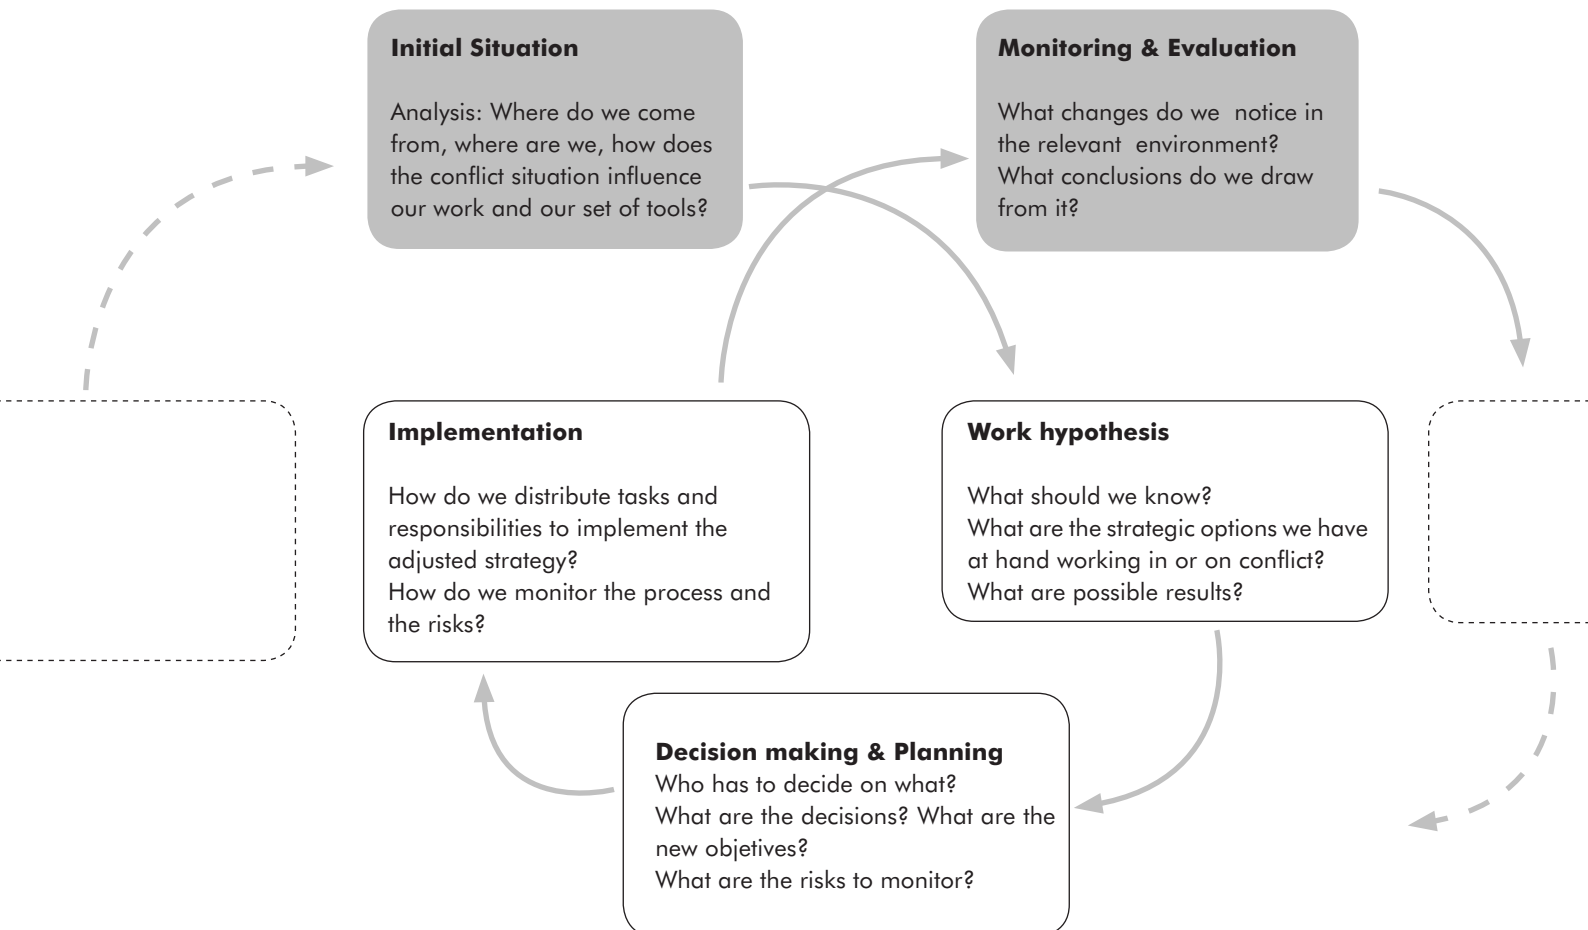 Initial Situation
Analysis: Where do we come
from, where are we, how does
the conflict situation influence
our work and our set of tools?
Monitoring & Evaluation
What changes do we notice in
the relevant environment?
What conclusions do we draw
from it?
Implementation
How do we distribute tasks and
responsibilities to implement the
adjusted strategy?
How do we monitor the process and
the risks?
Work hypothesis
What should we know?
What are the strategic options we have
at hand working in or on conflict?
What are possible results?
Decision making & Planning
Who has to decide on what?
What are the decisions? What are the
new objetives?
What are the risks to monitor?